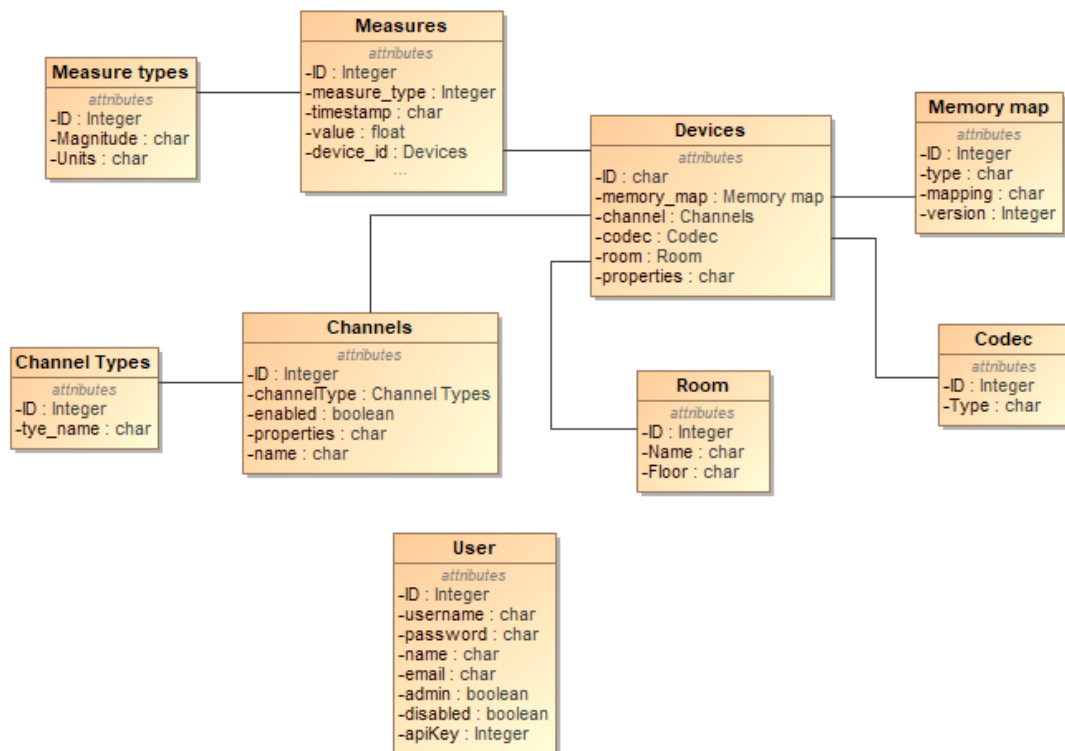 Measures
attributes
-ID : Integer
-measure_type : Integer
-timestamp : char
-value : float
-device_id : Devices
...
Measure types
attributes
-ID : Integer
-Magnitude : char
-Units : char
Devices
attributes
-ID : char
-memory_map : Memory map
-channel : Channels
-codec : Codec
-room : Room
-properties : char
Memory map
attributes
-ID : Integer
-type : char
-mapping : char
-version : Integer
Channels
attributes
-ID : Integer
-channelType : Channel Types
-enabled : boolean
-properties : char
-name : char
Channel Types
attributes
-ID : Integer
-tye_name : char
Room
attributes
-ID : Integer
-Name : char
-Floor : char
Codec
attributes
-ID : Integer
-Type : char
User
attributes
-ID : Integer
-username : char
-password : char
-name : char
-email : char
-admin : boolean
-disabled : boolean
-apiKey : Integer